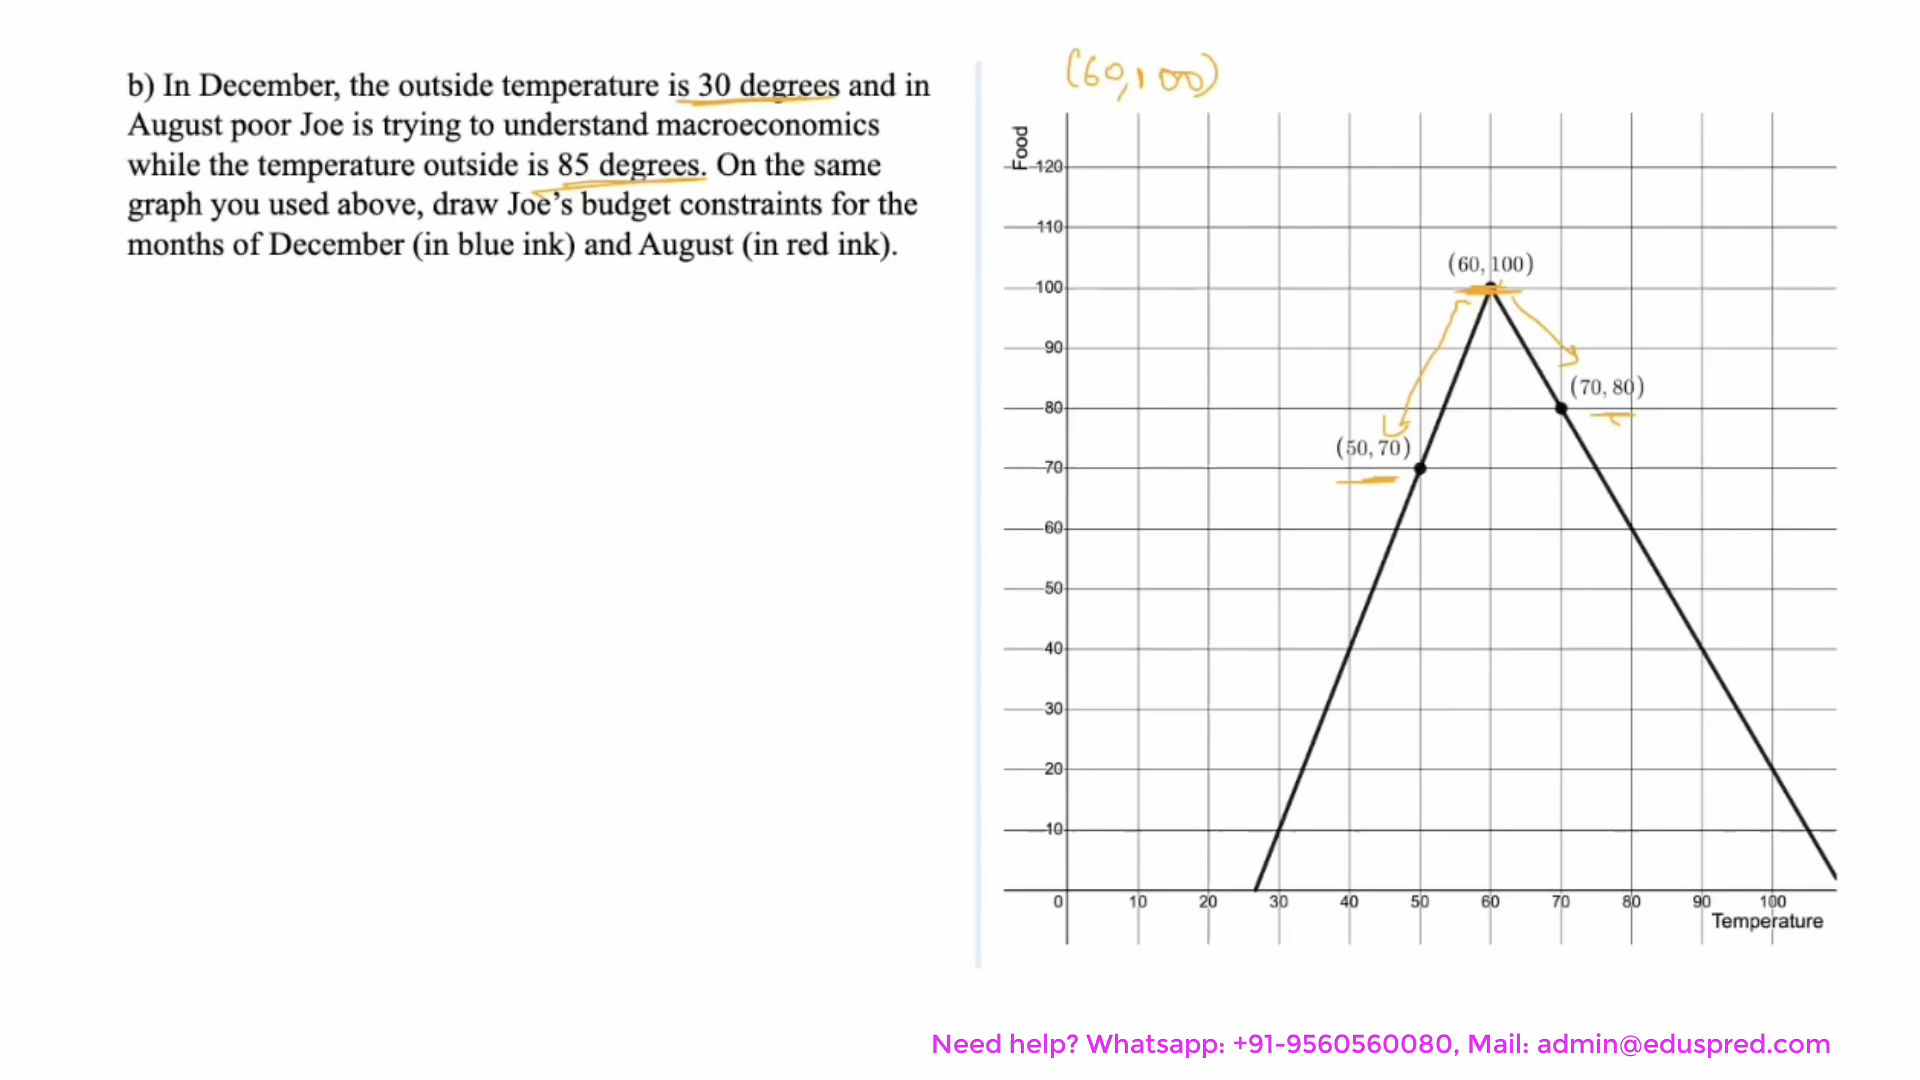 b) In December, the outside temperature is 30 degrees and in
August poor Joe is trying to understand macroeconomics
while the temperature outside is 85 degrees. On the same
graph you used above, draw Joe's budget constraints for the
months of December (in blue ink) and August (in red ink).
(60,100)
Food
120
110
(60, 100)
100
90
(70, 80)
80
(50, 70)
70
60
50
40
30
20
10
0 10 20 30 40 50 60 70 80 90 100
Temperature
Need help? Whatsapp: +91-9560560080, Mail: admin@eduspred.com